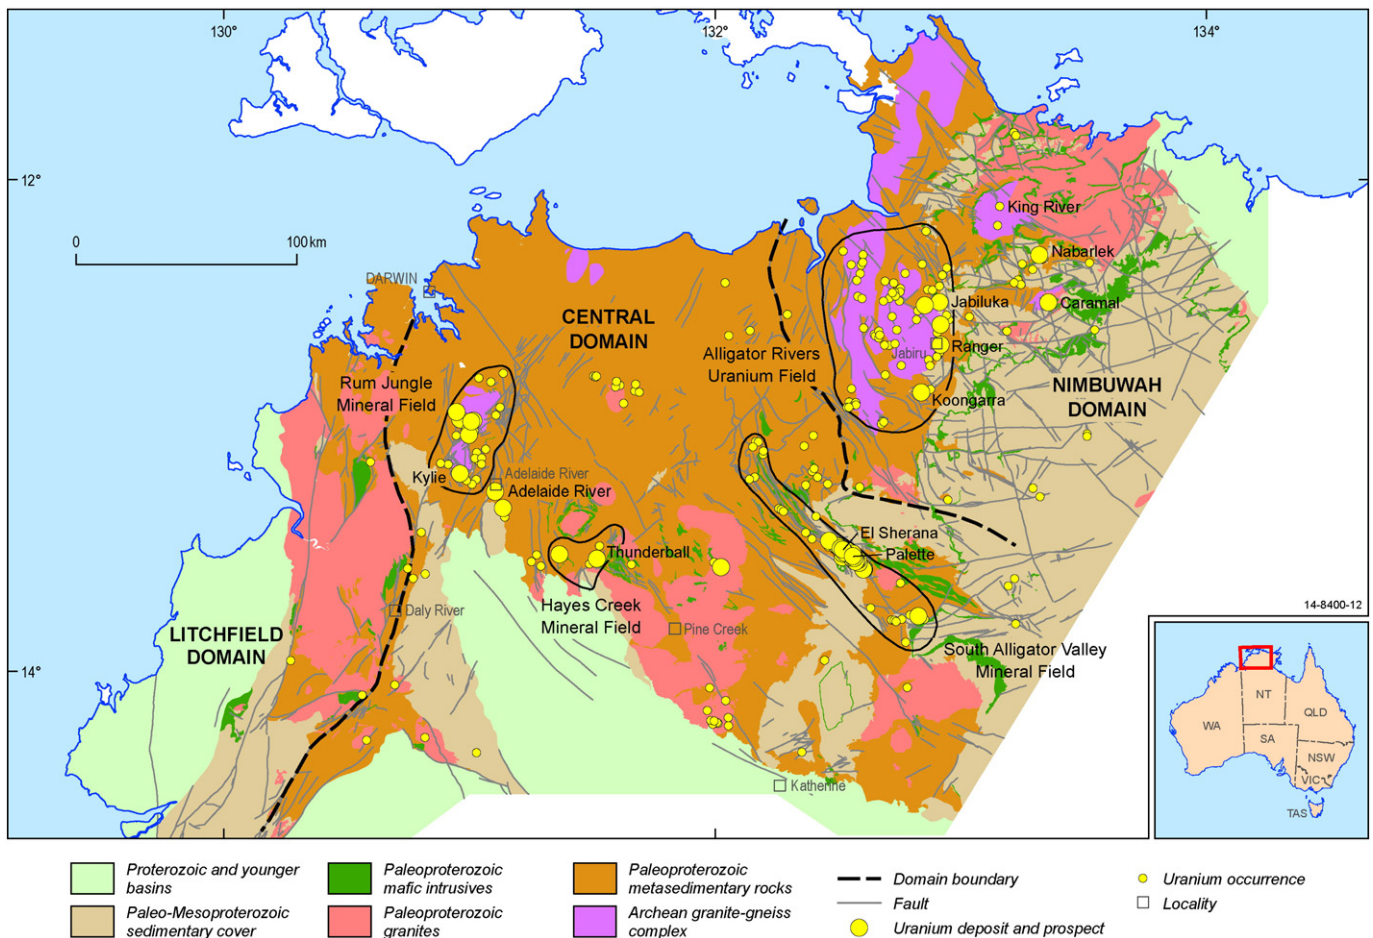 130°
132°
134°
12°
14°
0
100 km
DARWIN
CENTRAL
DOMAIN
Rum Jungle
Mineral Field
Alligator Rivers
Uranium Field
King River
Nabarlek
Jabiluka
Caramal
Jabiru
Ranger
Koongarra
NIMBUWAH
DOMAIN
Kylie
Adelaide River
Adelaide River
El Sherana
Palette
Thunderball
Hayes Creek
Mineral Field
Daly River
Pine Creek
LITCHFIELD
DOMAIN
South Alligator Valley
Mineral Field
Katherine
14-8400-12
WA
NT
QLD
SA
NSW
VIC
TAS
Proterozoic and younger
basins
Paleo-Mesoproterozoic
sedimentary cover
Paleoproterozoic
mafic intrusives
Paleoproterozoic
granites
Paleoproterozoic
metasedimentary rocks
Archean granite-gneiss
complex
Domain boundary
Fault
Uranium deposit and prospect
Uranium occurrence
Locality